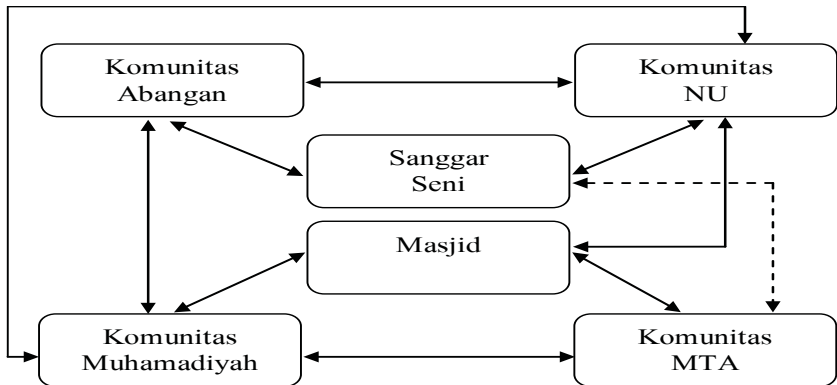 Komunitas
Abangan
Komunitas
NU
Sanggar
Seni
Masjid
Komunitas
Muhamadiyah
Komunitas
MTA